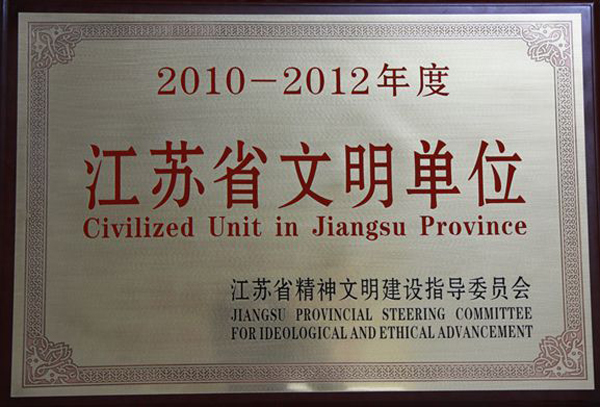 2010-2012年度
江苏省文明单位
Civilized Unit in Jiangsu Province
江苏省精神文明建设指导委员会
JIANGSU PROVINCIAL STEERING COMMITTEE
FOR IDEOLOGICAL AND ETHICAL ADVANCEMENT